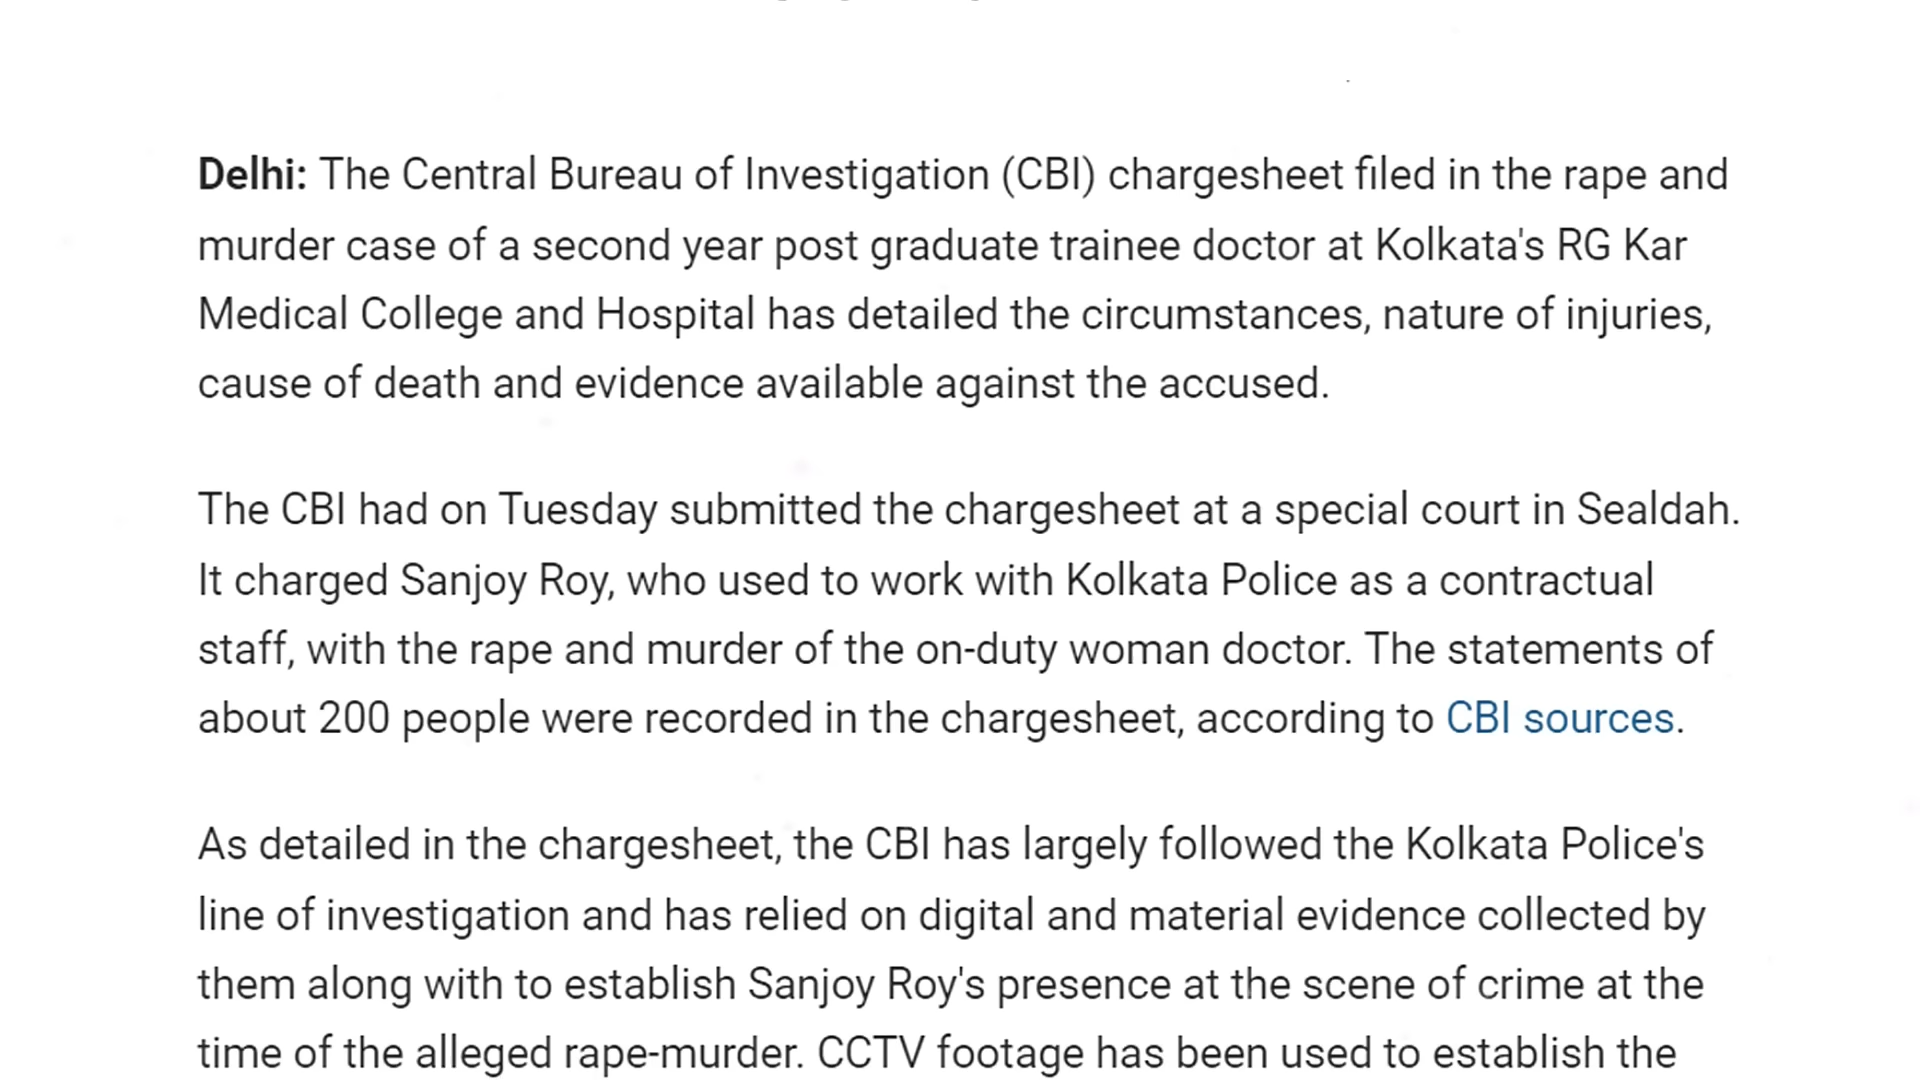 Delhi: The Central Bureau of Investigation (CBI) chargesheet filed in the rape and
murder case of a second year post graduate trainee doctor at Kolkata's RG Kar
Medical College and Hospital has detailed the circumstances, nature of injuries,
cause of death and evidence available against the accused.
The CBI had on Tuesday submitted the chargesheet at a special court in Sealdah.
It charged Sanjoy Roy, who used to work with Kolkata Police as a contractual
staff, with the rape and murder of the on-duty woman doctor. The statements of
about 200 people were recorded in the chargesheet, according to CBI sources.
As detailed in the chargesheet, the CBI has largely followed the Kolkata Police's
line of investigation and has relied on digital and material evidence collected by
them along with to establish Sanjoy Roy's presence at the scene of crime at the
time of the alleged rape-murder. CCTV footage has been used to establish the